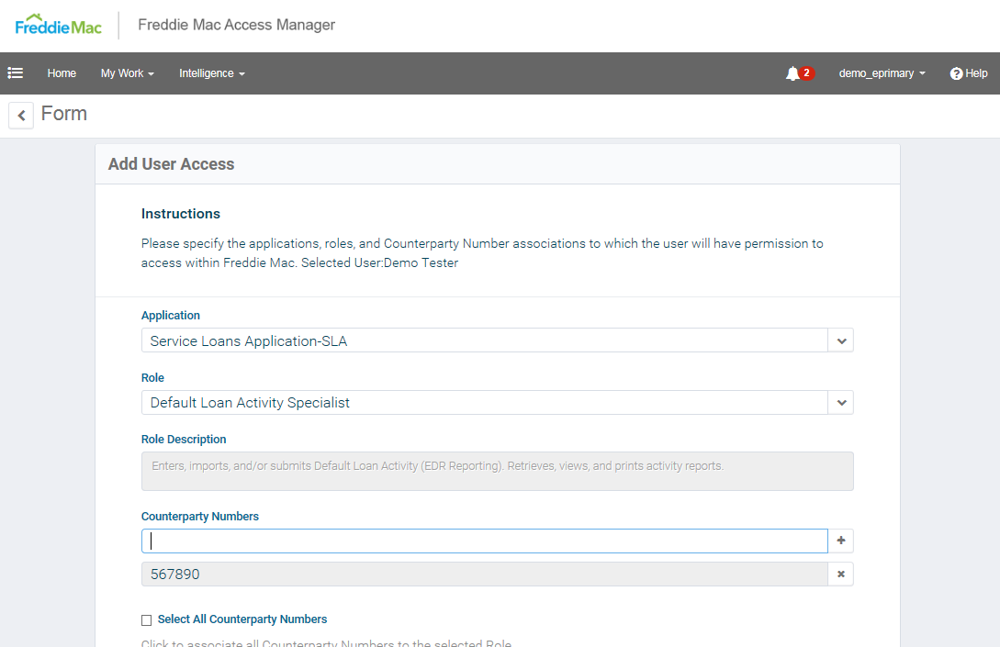 FreddieMac Freddie Mac Access Manager
Home My Work Intelligence 2 demo_eprimary Help
Form
Add User Access
Instructions
Please specify the applications, roles, and Counterparty Number associations to which the user will have permission to
access within Freddie Mac. Selected User:Demo Tester
Application
Service Loans Application-SLA
Role
Default Loan Activity Specialist
Role Description
Enters, imports, and/or submits Default Loan Activity (EDR Reporting). Retrieves, views, and prints activity reports.
Counterparty Numbers
567890
Select All Counterparty Numbers
Click to associate all Counterparty Numbers to the selected Role